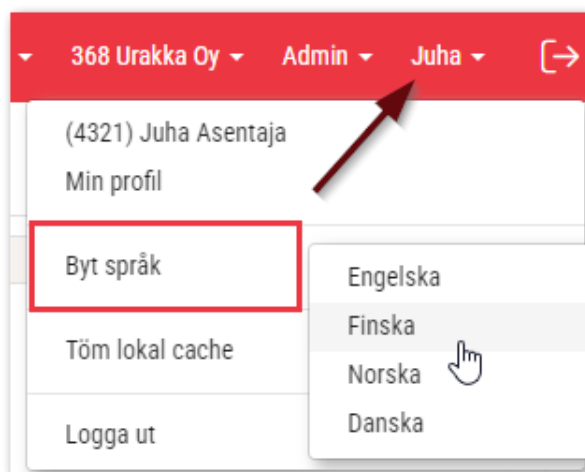 368 Urakka Oy Admin Juha
(4321) Juha Asentaja
Min profil
Byt språk
Engelska
Finska
Töm lokal cache
Norska
Danska
Logga ut